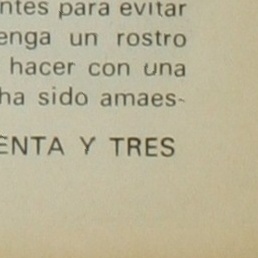 ntes para evitar
enga un rostro
hacer con una
ha sido amaes-
ENTA Y TRES